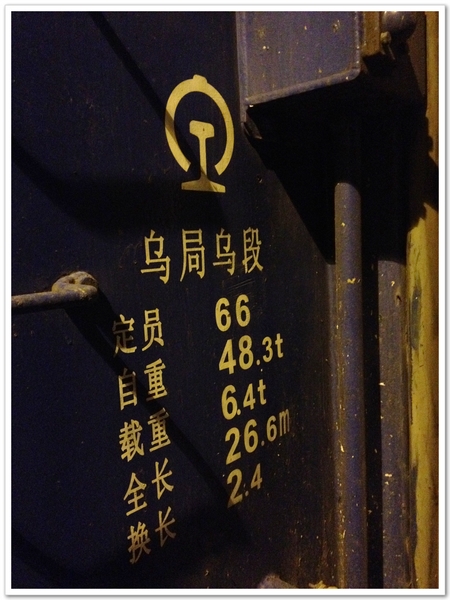 乌局乌段
定员 66
自重 48.3t
载重 6.4t
全长 26.6m
换长 2.4